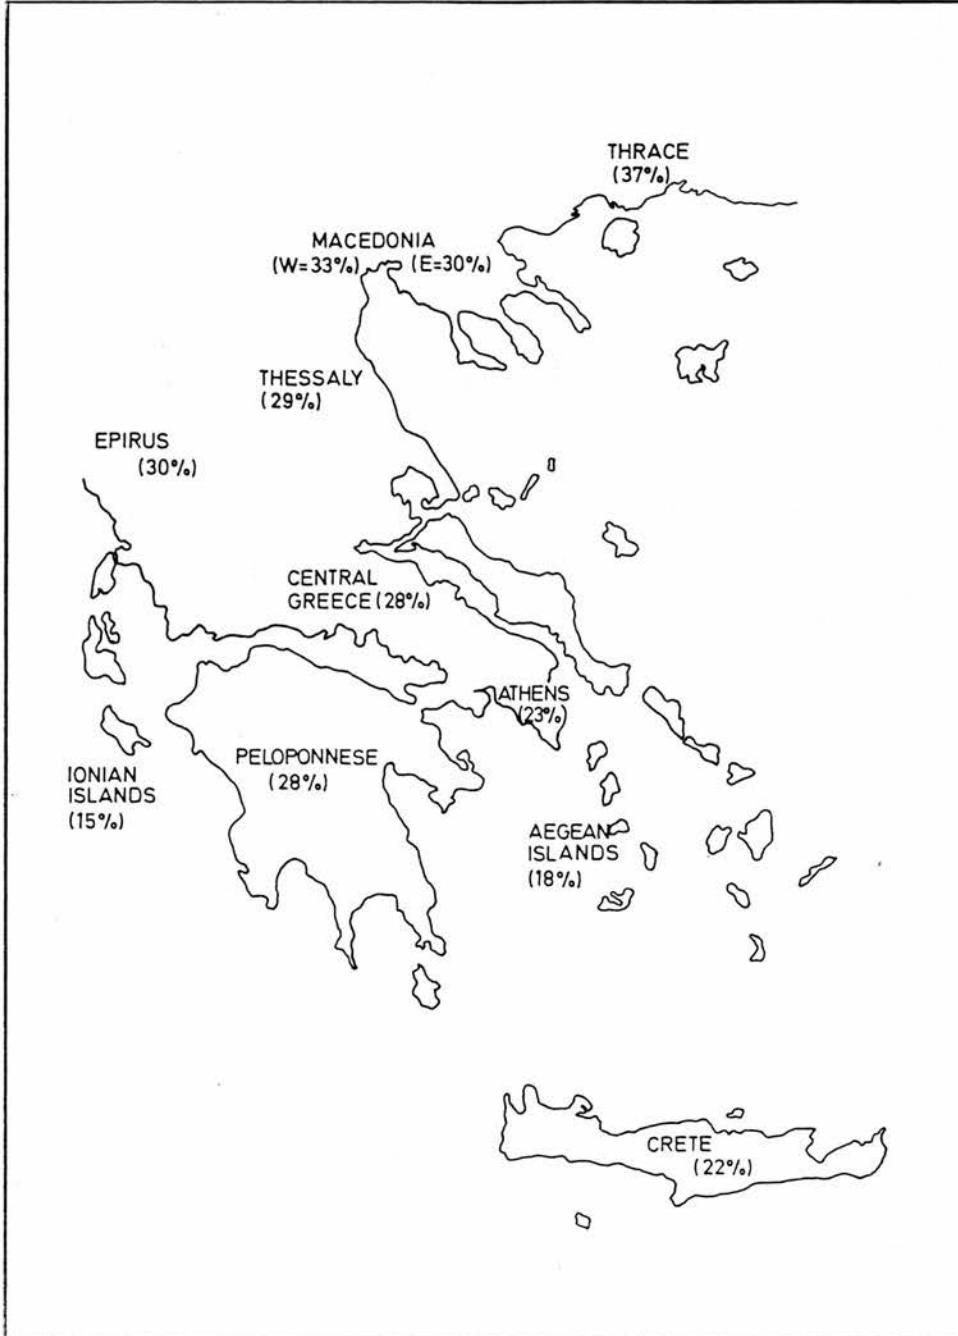 THRACE
(37%)
MACEDONIA
(W=33%) (E=30%)
THESSALY
(29%)
EPIRUS
(30%)
CENTRAL
GREECE (28%)
ATHENS
(23%)
PELOPONNESE
(28%)
IONIAN
ISLANDS
(15%)
AEGEAN
ISLANDS
(18%)
CRETE
(22%)